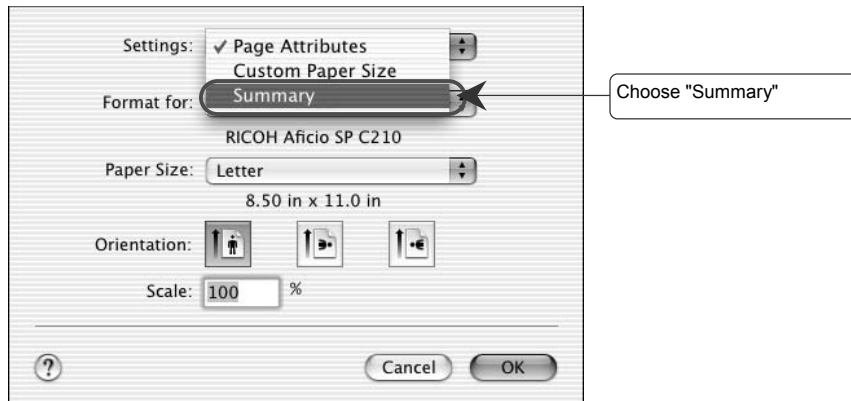 Settings: ✓ Page Attributes
Custom Paper Size
Format for: Summary
Choose "Summary"
RICOH Aficio SP C210
Paper Size: Letter
8.50 in x 11.0 in
Orientation:
Scale: 100 %
? Cancel OK